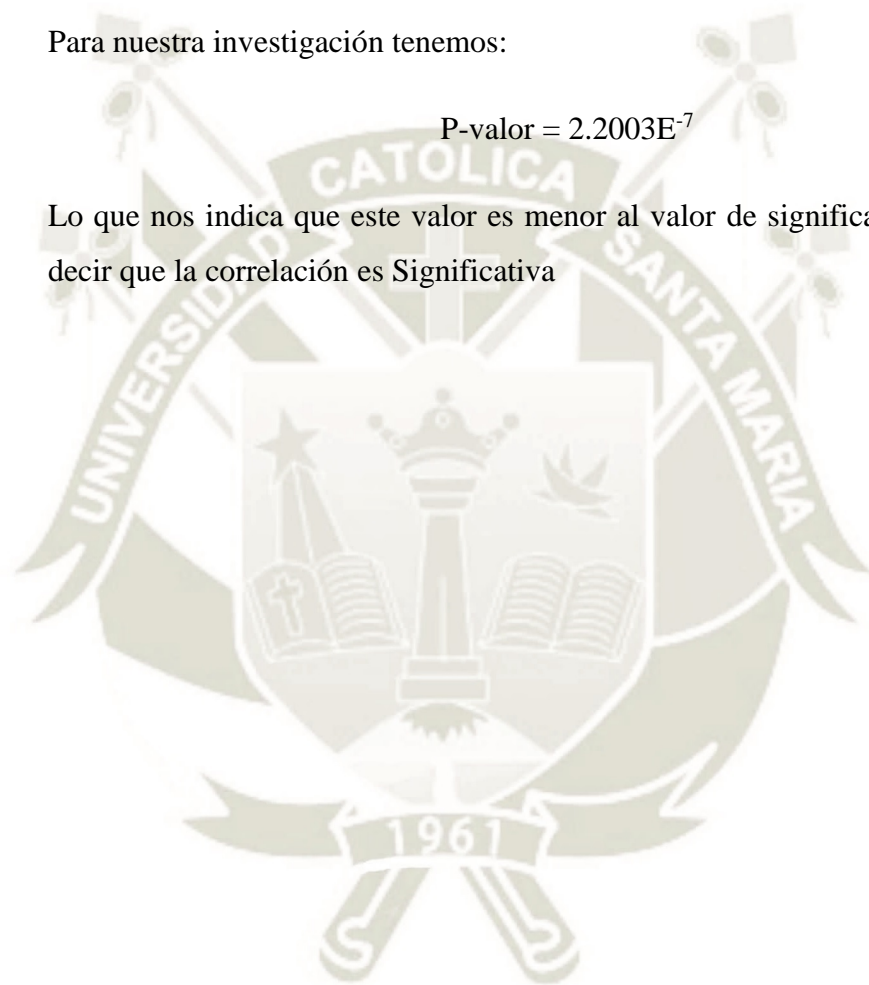 Para nuestra investigación tenemos:
P-valor = 2.2003E-7
CATOLICA
Lo que nos indica que este valor es menor al valor de
decir que la correlación es Significativa
UNIVERSIDAD
SANTA MARIA
1961